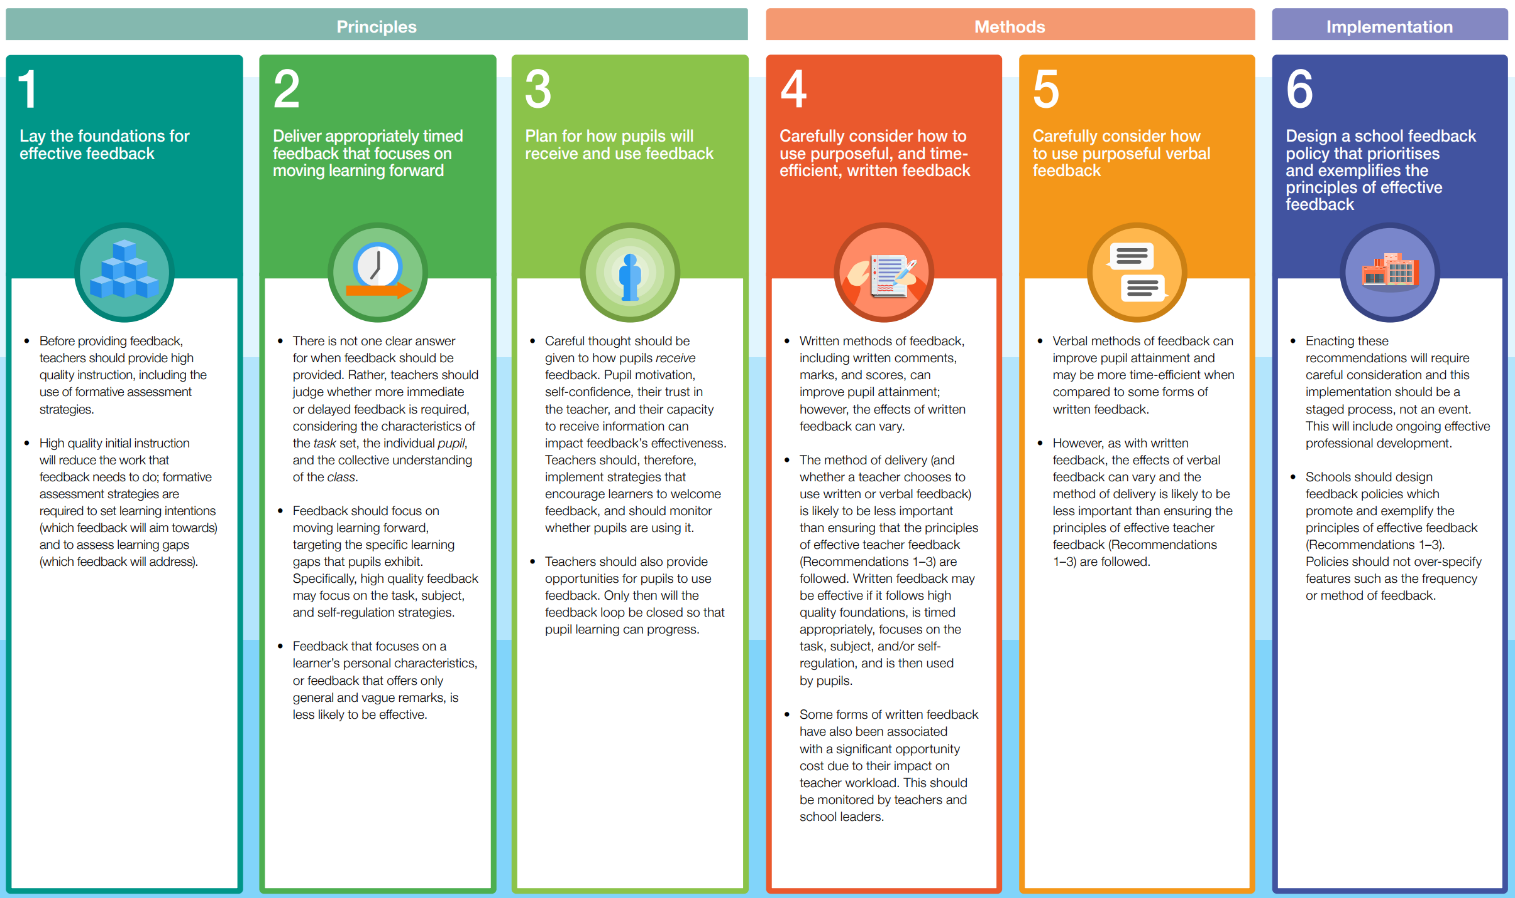 Principles
Methods
Implementation
1
Lay the foundations for
effective feedback
• Before providing feedback,
teachers should provide high
quality instruction, including the
use of formative assessment
strategies.
• High quality initial instruction
will reduce the work that
feedback needs to do; formative
assessment strategies are
required to set learning intentions
(which feedback will aim towards)
and to assess learning gaps
(which feedback will address).
2
Deliver appropriately timed
feedback that focuses on
moving learning forward
• There is not one clear answer
for when feedback should be
provided. Rather, teachers should
judge whether more immediate
or delayed feedback is required,
considering the characteristics of
the task set, the individual pupil,
and the collective understanding
of the class.
• Feedback should focus on
moving learning forward,
targeting the specific learning
gaps that pupils exhibit.
Specifically, high quality feedback
may focus on the task, subject,
and self-regulation strategies.
• Feedback that focuses on a
learner's personal characteristics,
or feedback that offers only
general and vague remarks, is
less likely to be effective.
3
Plan for how pupils will
receive and use feedback
• Careful thought should be
given to how pupils receive
feedback. Pupil motivation,
self-confidence, their trust in
the teacher, and their capacity
to receive information can
impact feedback's effectiveness.
Teachers should, therefore,
implement strategies that
encourage learners to welcome
feedback, and should monitor
whether pupils are using it.
• Teachers should also provide
opportunities for pupils to use
feedback. Only then will the
feedback loop be closed so that
pupil learning can progress.
4
Carefully consider how to
use purposeful, and time-
efficient, written feedback
• Written methods of feedback,
including written comments,
marks, and scores, can
improve pupil attainment;
however, the effects of written
feedback can vary.
• The method of delivery (and
whether a teacher chooses to
use written or verbal feedback)
is likely to be less important
than ensuring that the principles
of effective teacher feedback
(Recommendations 1–3) are
followed. Written feedback may
be effective if it follows high
quality foundations, is timed
appropriately, focuses on the
task, subject, and/or self-
regulation, and is then used
by pupils.
• Some forms of written feedback
have also been associated
with a significant opportunity
cost due to their impact on
teacher workload. This should
be monitored by teachers and
school leaders.
5
Carefully consider how
to use purposeful verbal
feedback
• Verbal methods of feedback can
improve pupil attainment and
may be more time-efficient when
compared to some forms of
written feedback.
• However, as with written
feedback, the effects of verbal
feedback can vary and the
method of delivery is likely to be
less important than ensuring the
principles of effective teacher
feedback (Recommendations
1–3) are followed.
6
Design a school feedback
policy that prioritises
and exemplifies the
principles of effective
feedback
• Enacting these
recommendations will require
careful consideration and this
implementation should be a
staged process, not an event.
This will include ongoing effective
professional development.
• Schools should design
feedback policies which
promote and exemplify the
principles of effective feedback
(Recommendations 1–3).
Policies should not over-specify
features such as the frequency
or method of feedback.